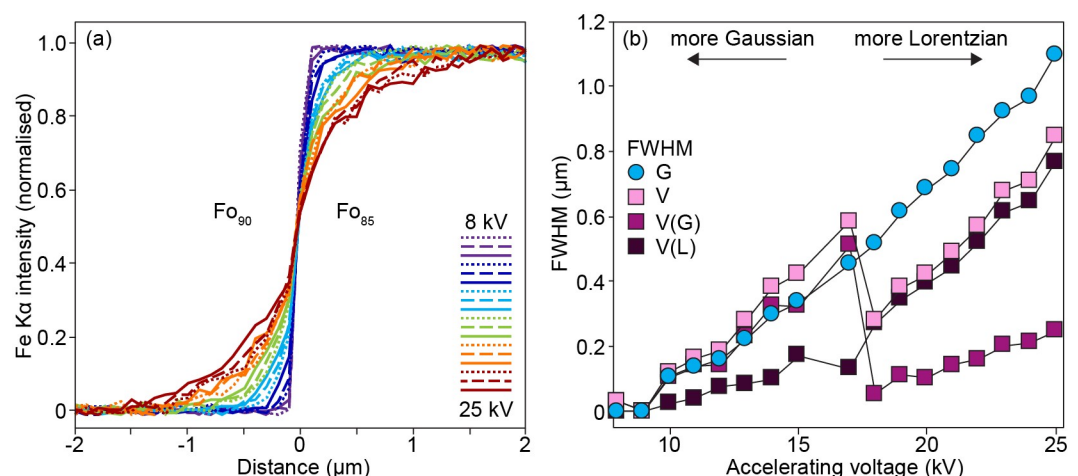 (a)
Fe Kα intensity (normalised)
1.0
0.8
0.6
0.4
0.2
0
Fo90
Fo85
8 kV
25 kV
-2
-1
0
1
2
Distance (µm)
(b)
more Gaussian
more Lorentzian
FWHM (µm)
1.2
1.0
0.8
0.6
0.4
0.2
0
FWHM
G
V
V(G)
V(L)
10
15
20
25
Accelerating voltage (kV)